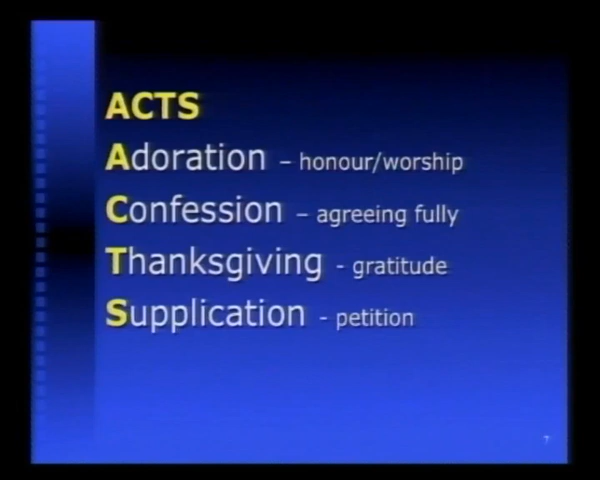 ACTS
Adoration – honour/worship
Confession – agreeing fully
Thanksgiving - gratitude
Supplication - petition
7